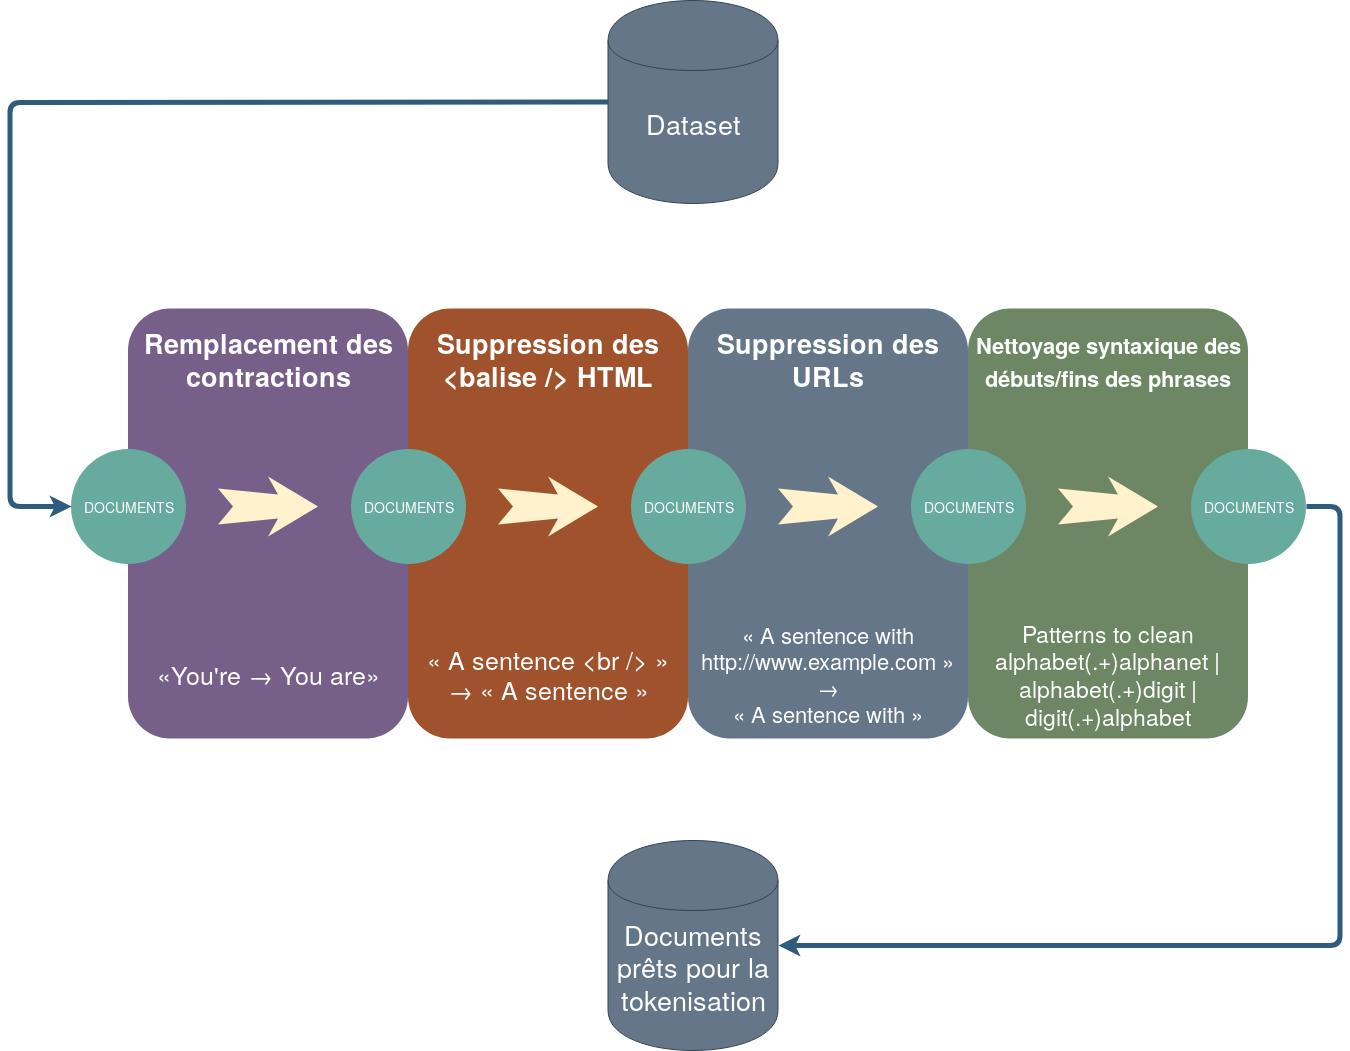 Dataset
Remplacement des
contractions
Suppression des
<balise /> HTML
Suppression des
URLs
Nettoyage syntaxique des
débuts/fins des phrases
DOCUMENTS
DOCUMENTS
DOCUMENTS
DOCUMENTS
DOCUMENTS
«You're → You are»
« A sentence <br /> »
→ « A sentence »
« A sentence with
http://www.example.com »
→
« A sentence with »
Patterns to clean
alphabet(.+)alphanet |
alphabet(.+)digit |
digit(.+)alphabet
Documents
prêts pour la
tokenisation